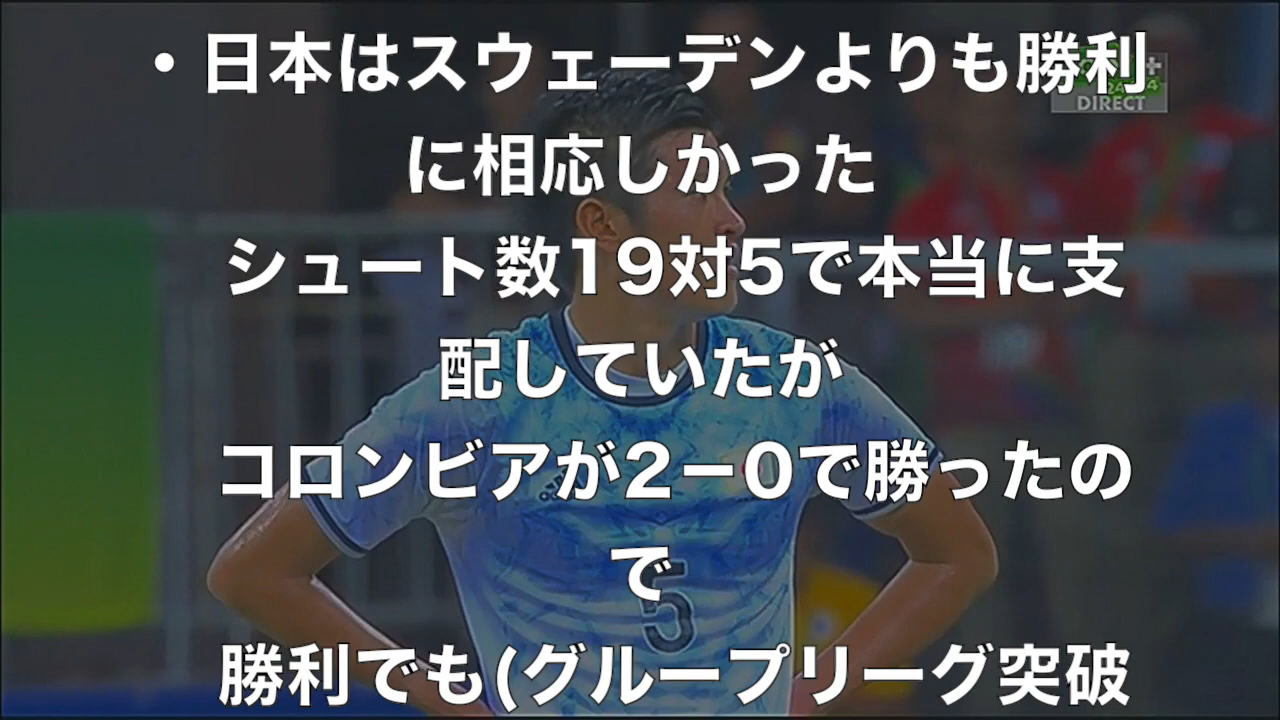 ・日本はスウェーデンよりも勝利
に相応しかった
シュート数19対5で本当に支
配していたが
コロンビアが2－0で勝ったの
で
勝利でも(グループリーグ突破
DIRECT
5